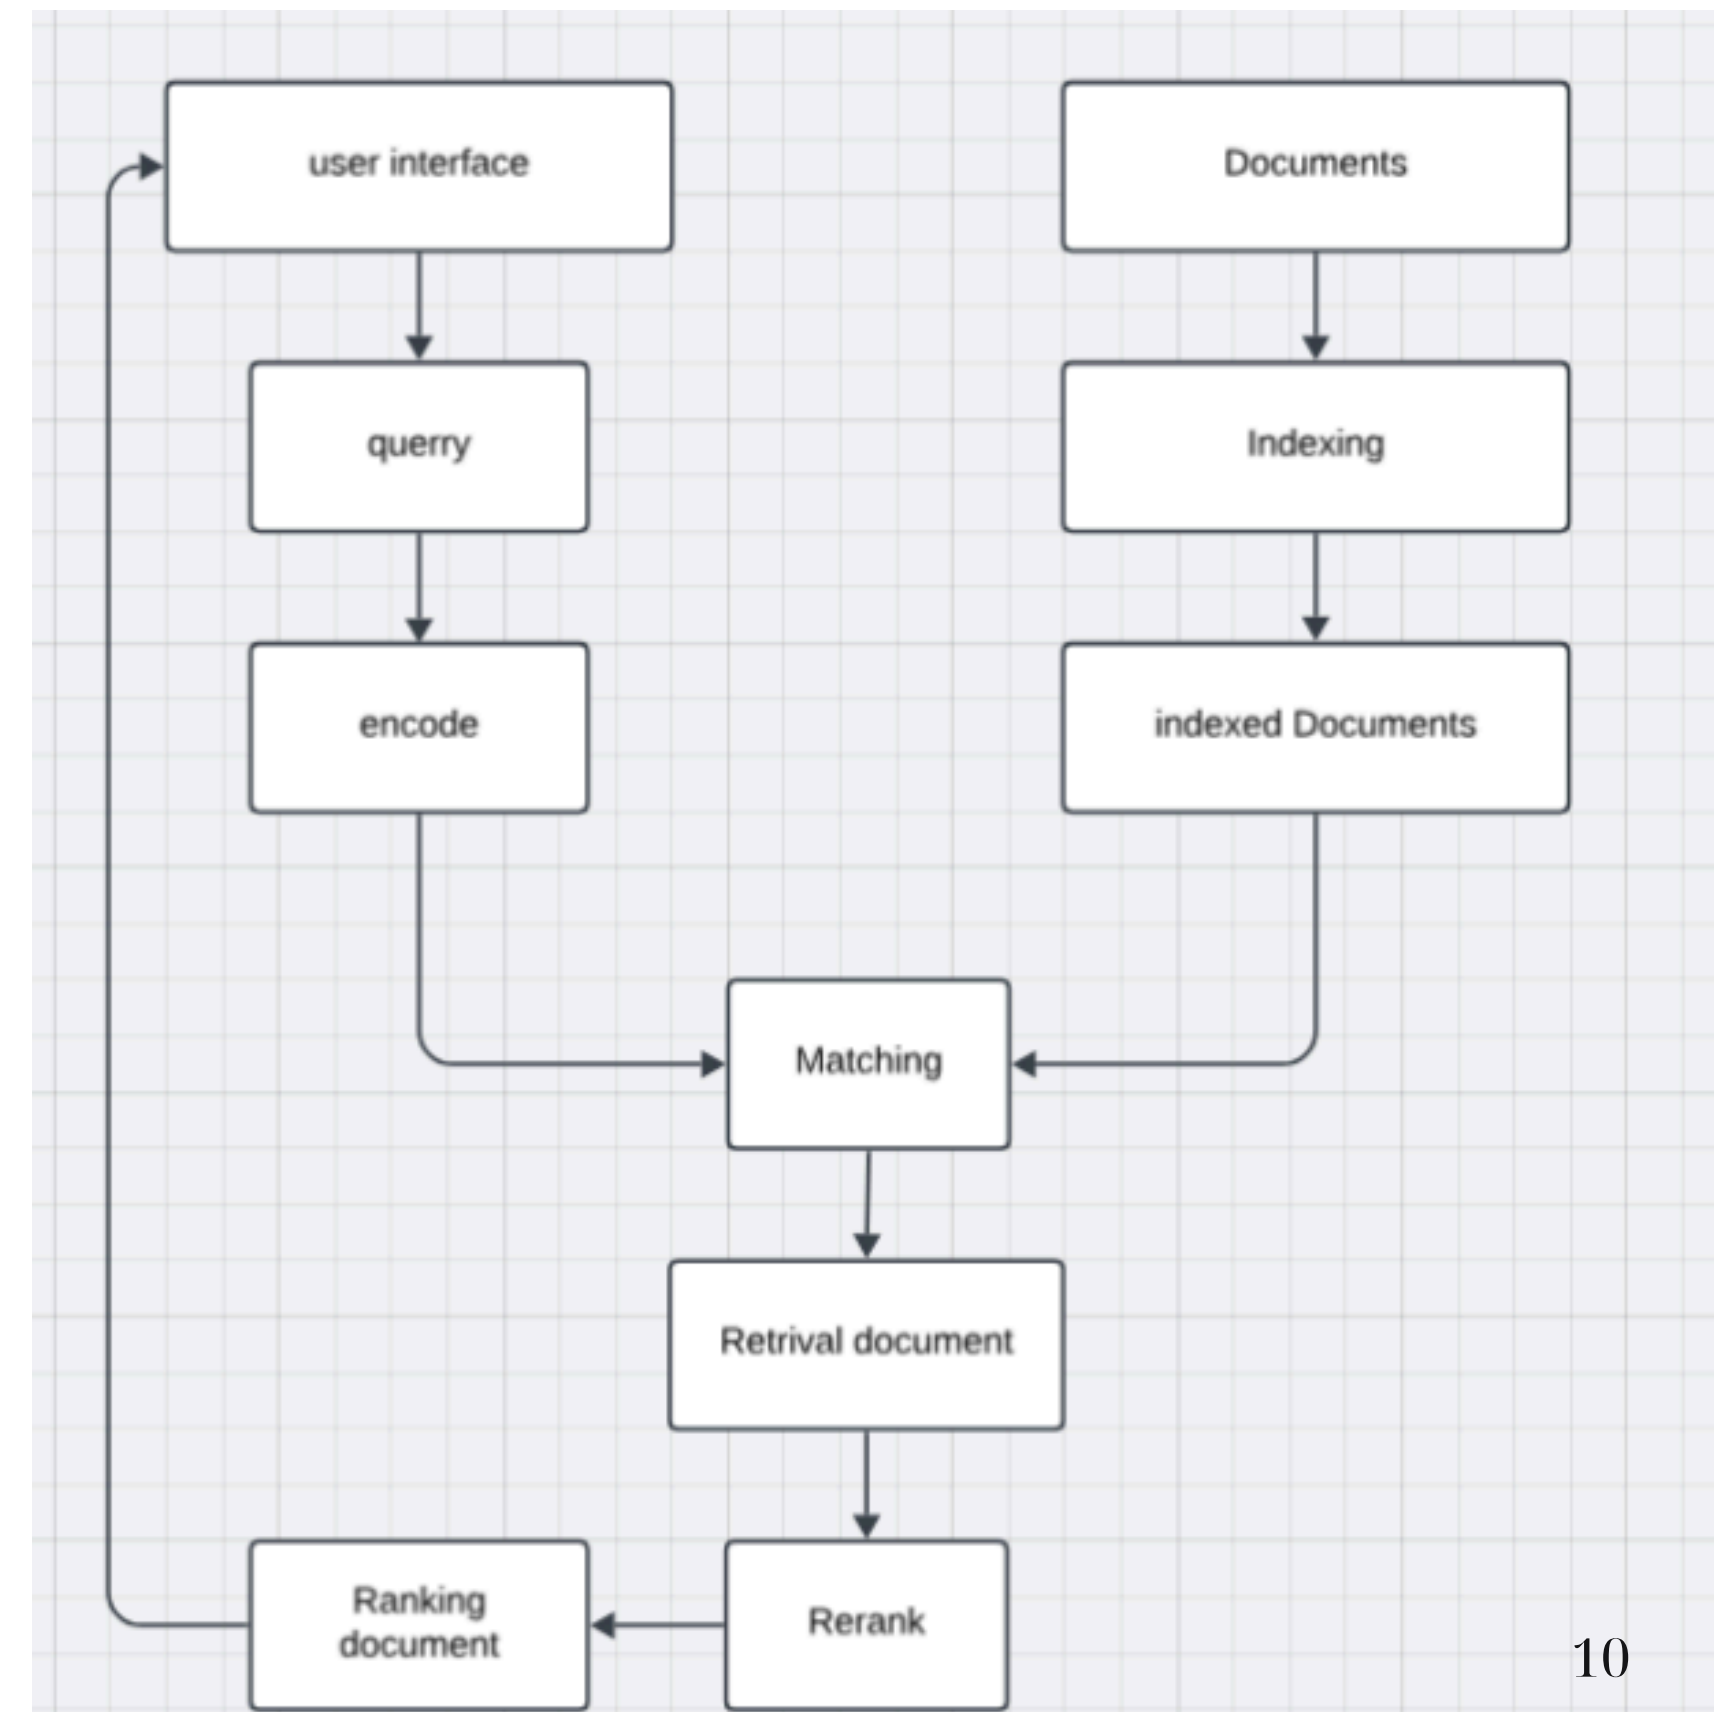 user interface
Documents
querry
Indexing
encode
indexed Documents
Matching
Retrival document
Ranking
document
Rerank
10